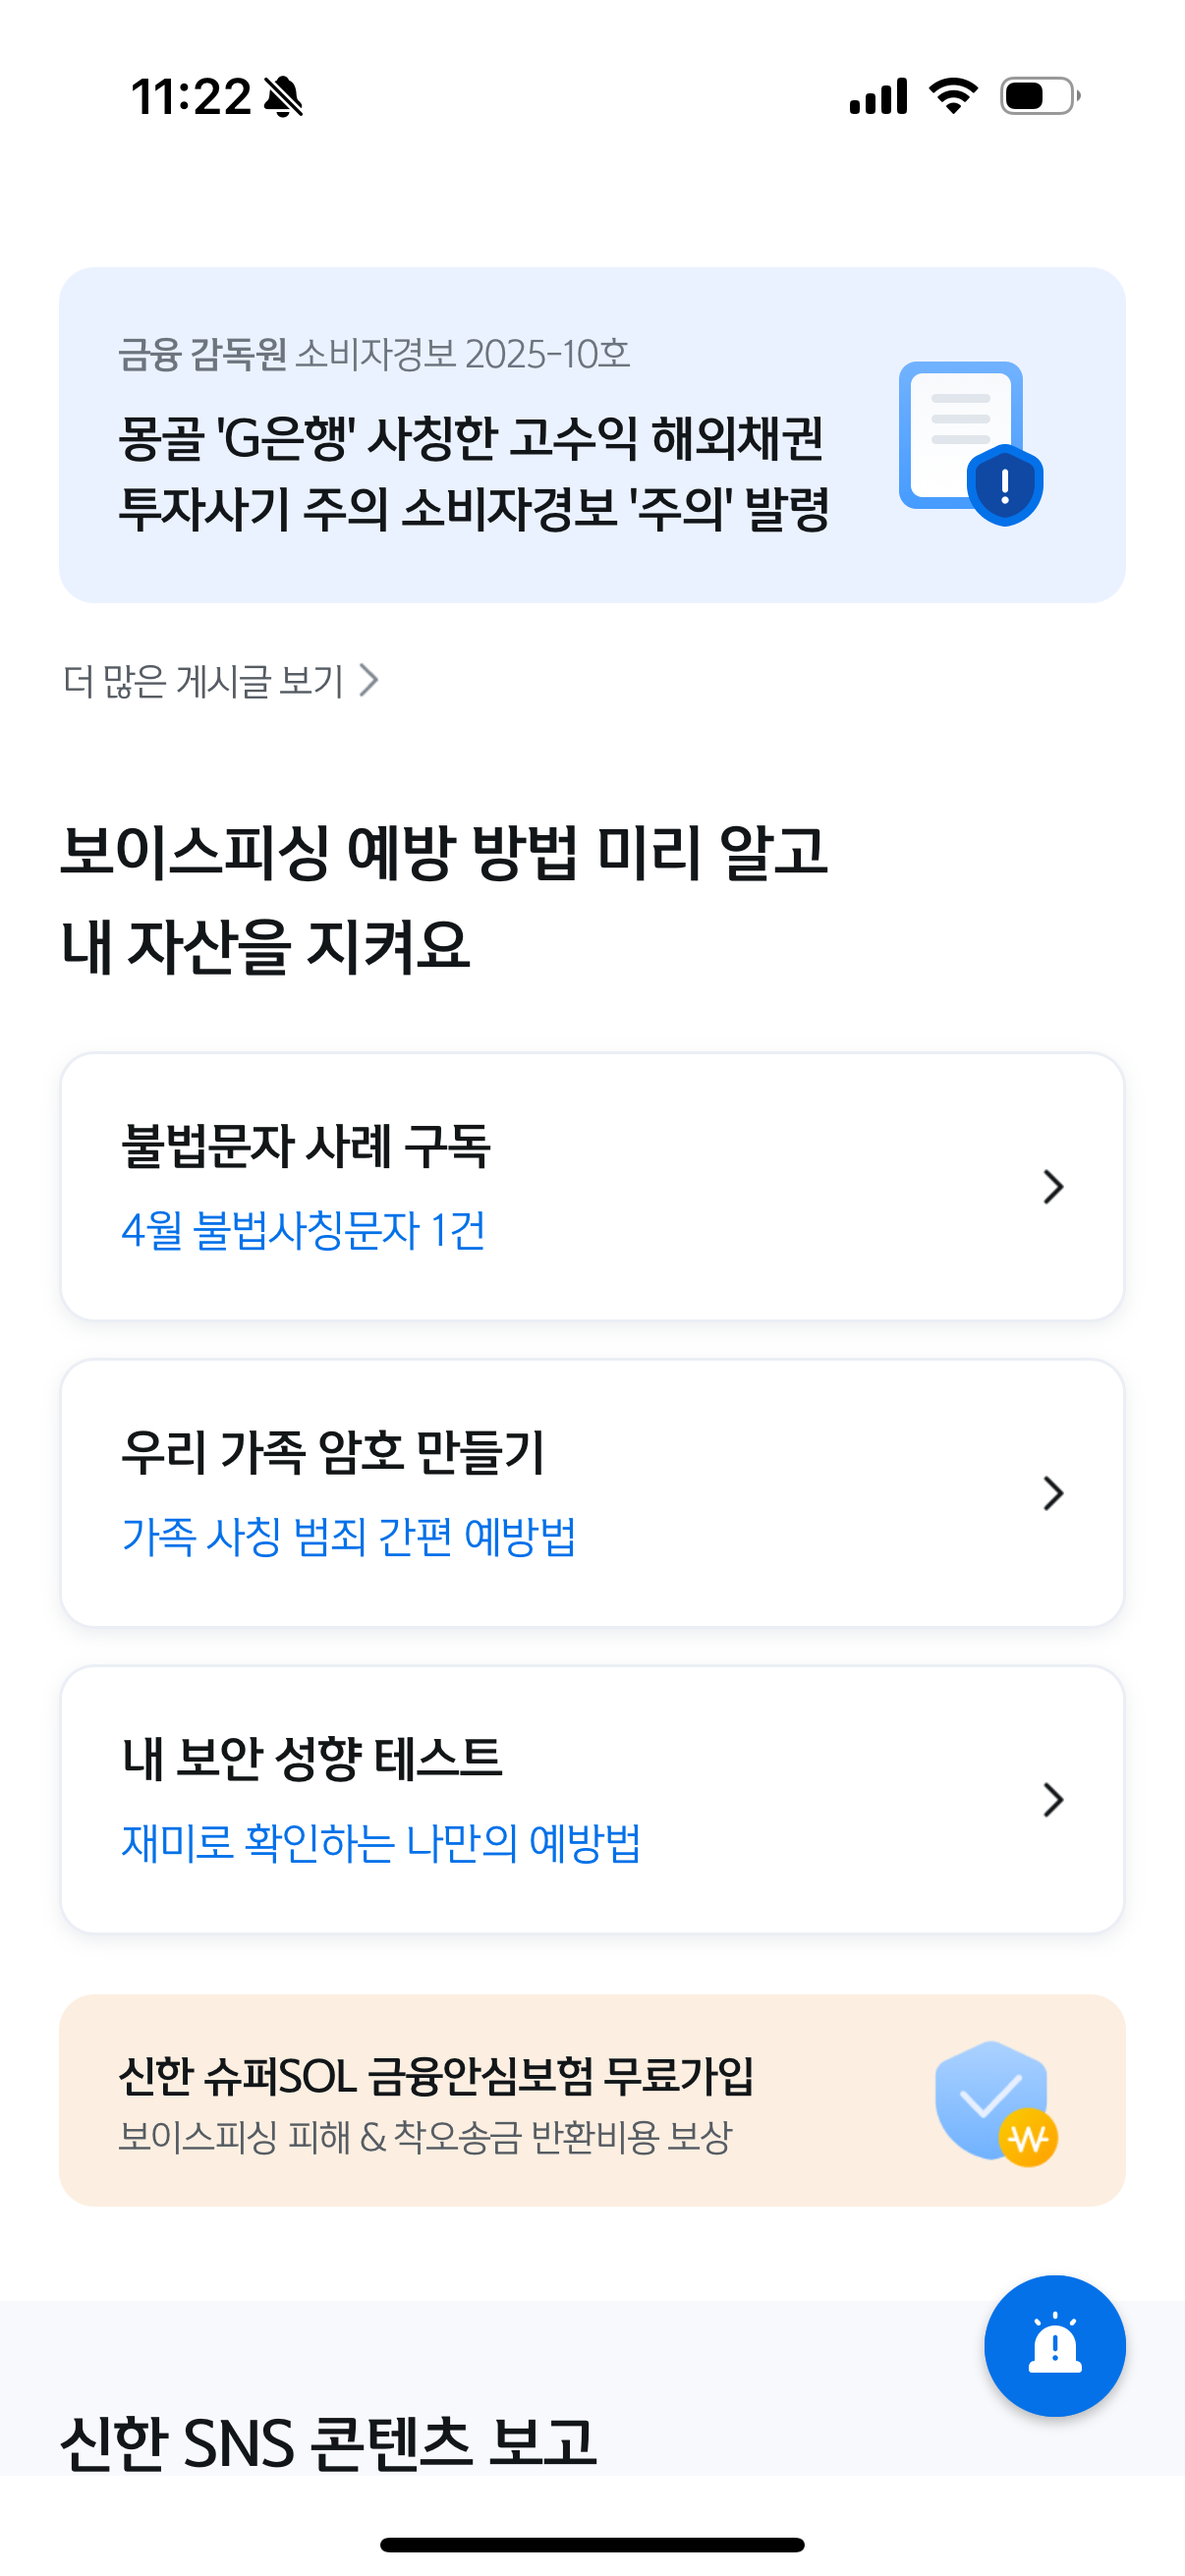 11:22
금융 감독원 소비자경보 2025-10호
몽골 'G은행' 사칭한 고수익 해외채권
투자사기 주의 소비자경보 '주의' 발령
더 많은 게시글 보기
보이스피싱 예방 방법 미리 알고
내 자산을 지켜요
불법문자 사례 구독
4월 불법사칭문자 1건
우리 가족 암호 만들기
가족 사칭 범죄 간편 예방법
내 보안 성향 테스트
재미로 확인하는 나만의 예방법
신한 슈퍼SOL 금융안심보험 무료가입
보이스피싱 피해 & 착오송금 반환비용 보상
신한 SNS 콘텐츠 보고